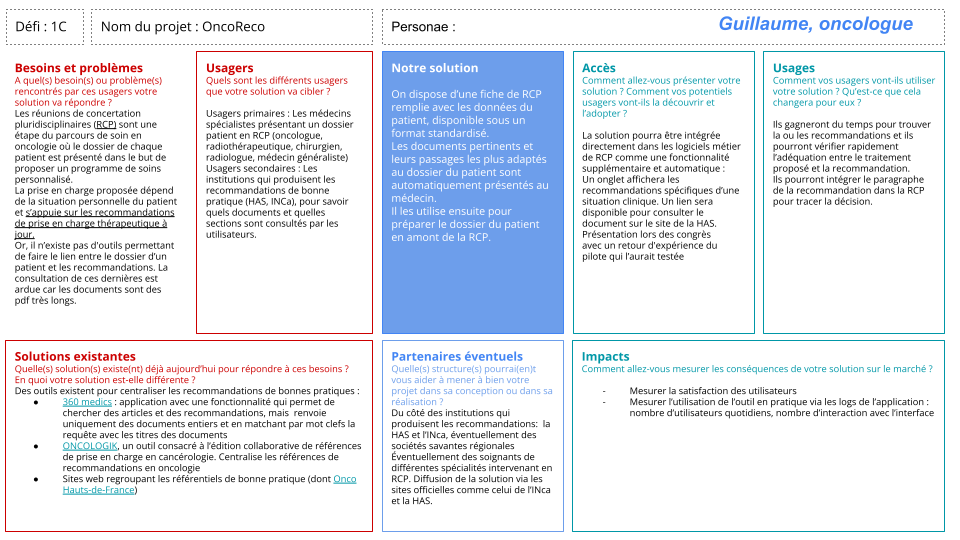 Défi : 1C
Nom du projet : OncoReco
Personae :
Guillaume, oncologue
Besoins et problèmes
A quel(s) besoin(s) ou problème(s)
rencontrés par ces usagers votre
solution va répondre ?
Les réunions de concertation
pluridisciplinaires (RCP) sont une
étape du parcours de soin en
oncologie où le dossier de chaque
patient est présenté dans le but de
proposer un programme de soins
personnalisé.
La prise en charge proposée dépend
de la situation personnelle du patient
et s'appuie sur les recommandations
de prise en charge thérapeutique à
jour.
Or, il n'existe pas d'outils permettant
de faire le lien entre le dossier d'un
patient et les recommandations. La
consultation de ces dernières est
ardue car les documents sont des
pdf très longs.
Usagers
Quels sont les différents usagers
que votre solution va cibler ?
Usagers primaires : Les médecins
spécialistes présentant un dossier
patient en RCP (oncologue,
radiothérapeutique, chirurgien,
radiologue, médecin généraliste)
Usagers secondaires : Les
institutions qui produisent les
recommandations de bonne
pratique (HAS, INCa), pour savoir
quels documents et quelles
sections sont consultés par les
utilisateurs.
Notre solution
On dispose d'une fiche de RCP
remplie avec les données du
patient, disponible sous un
format standardisé.
Les documents pertinents et
leurs passages les plus adaptés
au dossier du patient sont
automatiquement présentés au
médecin.
Il les utilise ensuite pour
préparer le dossier du patient
en amont de la RCP.
Accès
Comment allez-vous présenter votre
solution ? Comment vos potentiels
usagers vont-ils la découvrir et
l'adopter ?
La solution pourra être intégrée
directement dans les logiciels métier
de RCP comme une fonctionnalité
supplémentaire et automatique :
Un onglet affichera les
recommandations spécifiques d'une
situation clinique. Un lien sera
disponible pour consulter le
document sur le site de la HAS.
Présentation lors des congrès
avec un retour d'expérience du
pilote qui l'aurait testée
Usages
Comment vos usagers vont-ils utiliser
votre solution ? Qu'est-ce que cela
changera pour eux ?
Ils gagneront du temps pour trouver
la ou les recommandations et ils
pourront vérifier rapidement
l'adéquation entre le traitement
proposé et la recommandation.
Ils pourront intégrer le paragraphe
de la recommandation dans la RCP
pour tracer la décision.
Solutions existantes
Quelle(s) solution(s) existe(nt) déjà aujourd'hui pour répondre à ces besoins ?
En quoi votre solution est-elle différente ?
Des outils existent pour centraliser les recommandations de bonnes pratiques :
● 360 medics : application avec une fonctionnalité qui permet de
chercher des articles et des recommandations, mais renvoie
uniquement des documents entiers et en matchant par mot clefs la
requête avec les titres des documents
● ONCOLOGIK, un outil consacré à l'édition collaborative de références
de prise en charge en cancérologie. Centralise les références de
recommandations en oncologie
● Sites web regroupant les référentiels de bonne pratique (dont Onco
Hauts-de-France)
Partenaires éventuels
Quelle(s) structure(s) pourrai(en)t
vous aider à mener à bien votre
projet dans sa conception ou dans sa
réalisation ?
Du côté des institutions qui
produisent les recommandations: la
HAS et l'INca, éventuellement des
sociétés savantes régionales
Éventuellement des soignants de
différentes spécialités intervenant en
RCP. Diffusion de la solution via les
sites officielles comme celui de l'INCa
et la HAS.
Impacts
Comment allez-vous mesurer les conséquences de votre solution sur le marché ?
- Mesurer la satisfaction des utilisateurs
- Mesurer l'utilisation de l'outil en pratique via les logs de l'application :
nombre d'utilisateurs quotidiens, nombre d'interaction avec l'interface